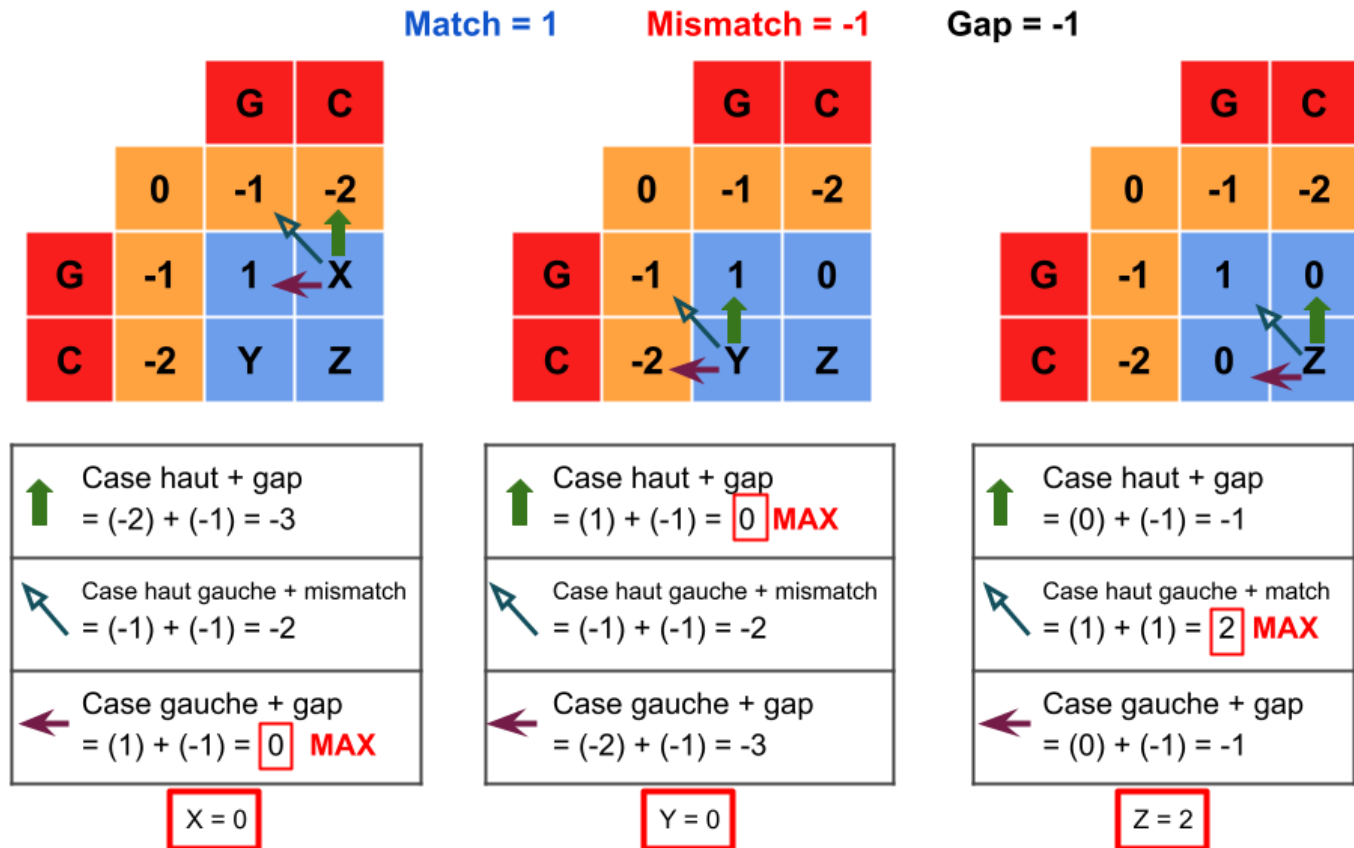 Match = 1 Mismatch = -1 Gap = -1
G C
0 -1 -2
G -1 1 X
C -2 Y Z
Case haut + gap
= (-2) + (-1) = -3
Case haut gauche + mismatch
= (-1) + (-1) = -2
Case gauche + gap
= (1) + (-1) = 0 MAX
X = 0
G C
0 -1 -2
G -1 1 0
C -2 Y Z
Case haut + gap
= (1) + (-1) = 0 MAX
Case haut gauche + mismatch
= (-1) + (-1) = -2
Case gauche + gap
= (-2) + (-1) = -3
Y = 0
G C
0 -1 -2
G -1 1 0
C -2 0 Z
Case haut + gap
= (0) + (-1) = -1
Case haut gauche + match
= (1) + (1) = 2 MAX
Case gauche + gap
= (0) + (-1) = -1
Z = 2